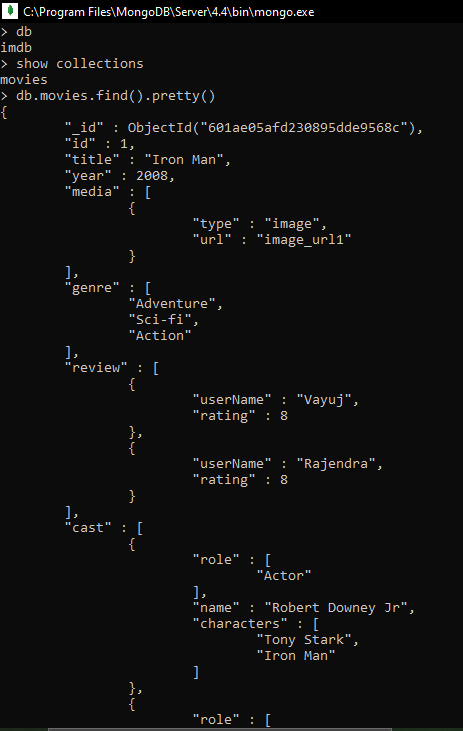 C:\Program Files\MongoDB\Server\4.4\bin\mongo.exe
> db
imdb
> show collections
movies
> db.movies.find().pretty()
{
        "_id" : ObjectId("601ae05afd230895dde9568c"),
        "id" : 1,
        "title" : "Iron Man",
        "year" : 2008,
        "media" : [
                {
                        "type" : "image",
                        "url" : "image_url1"
                }
        ],
        "genre" : [
                "Adventure",
                "Sci-fi",
                "Action"
        ],
        "review" : [
                {
                        "userName" : "Vayuj",
                        "rating" : 8
                },
                {
                        "userName" : "Rajendra",
                        "rating" : 8
                }
        ],
        "cast" : [
                {
                        "role" : [
                                "Actor"
                        ],
                        "name" : "Robert Downey Jr",
                        "characters" : [
                                "Tony Stark",
                                "Iron Man"
                        ]
                },
                {
                        "role" : [